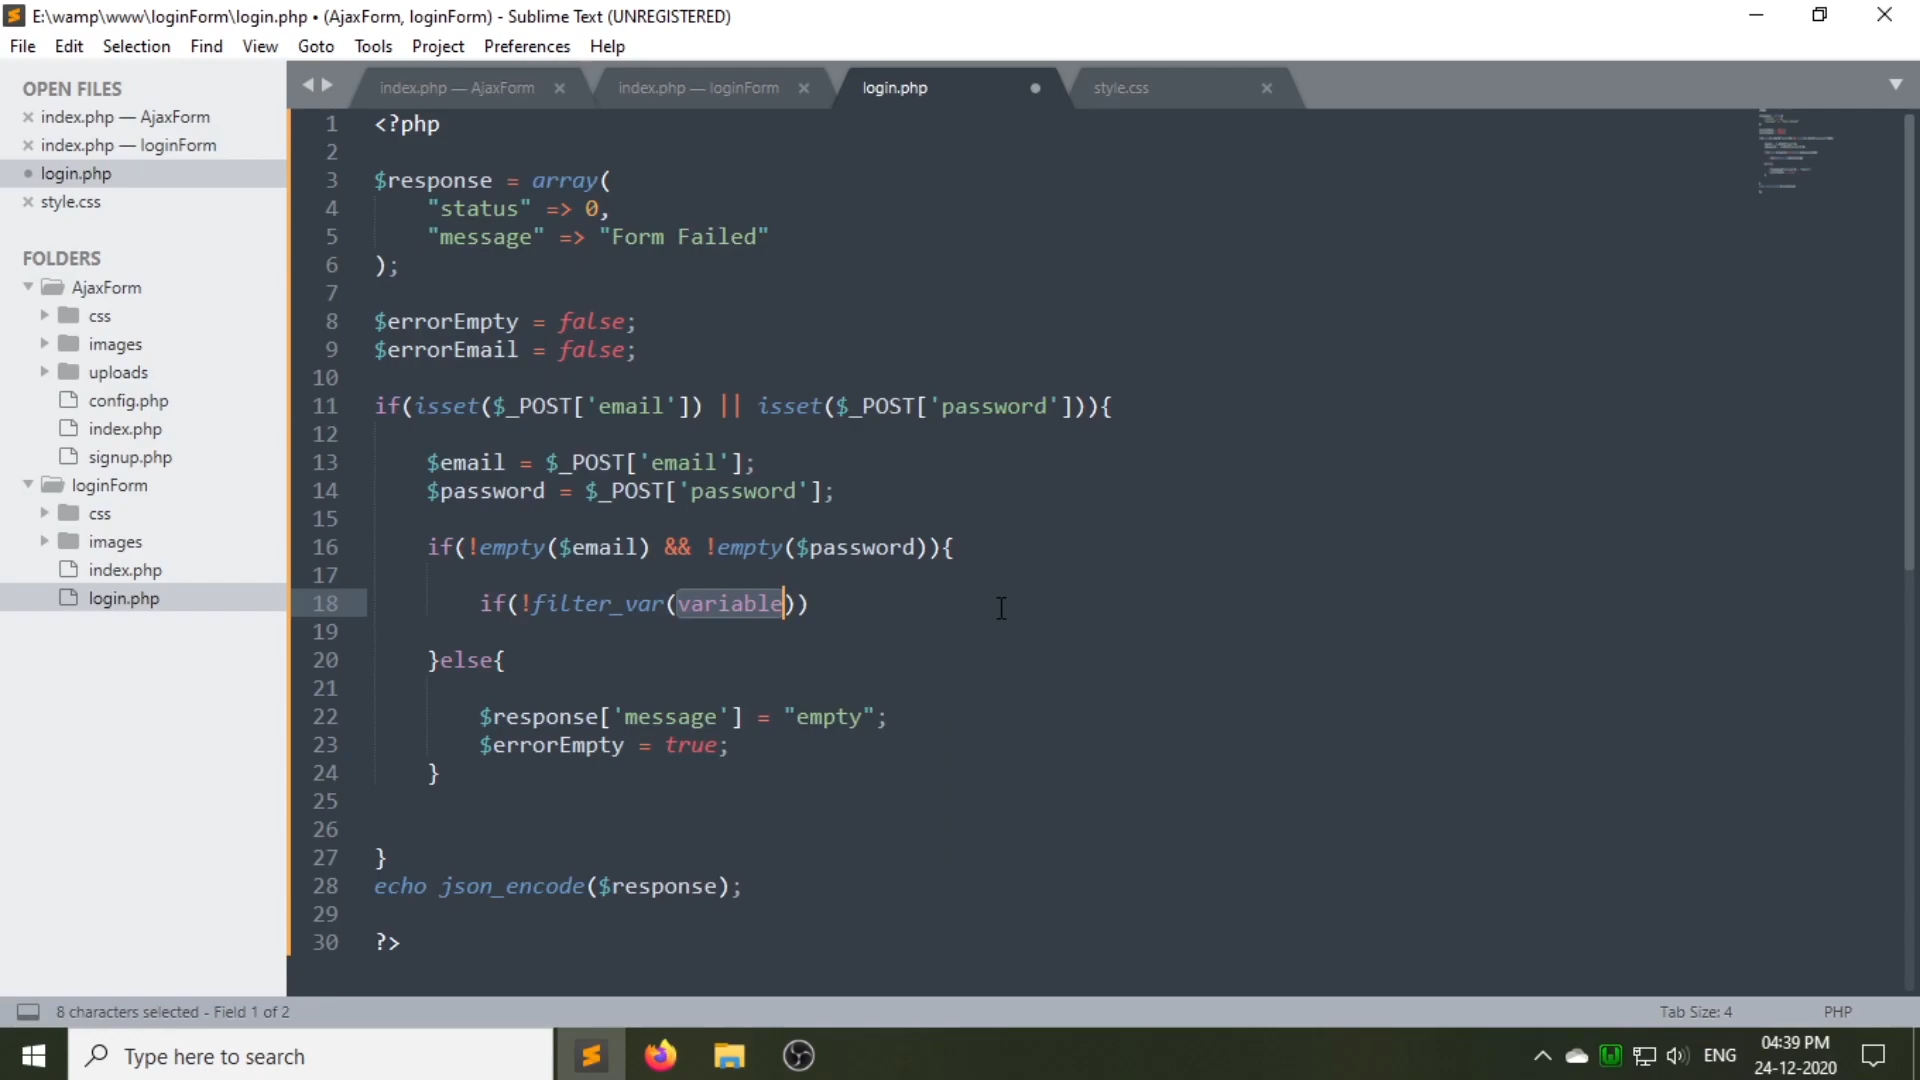 E:\wamp\www\loginForm\login.php • (AjaxForm, loginForm) - Sublime Text (UNREGISTERED)
File Edit Selection Find View Goto Tools Project Preferences Help
OPEN FILES
index.php — AjaxForm
index.php — loginForm
login.php
style.css
FOLDERS
AjaxForm
css
images
uploads
config.php
index.php
signup.php
loginForm
css
images
index.php
login.php
index.php — AjaxForm index.php — loginForm login.php style.css
1 <?php
2
3 $response = array(
4 "status" => 0,
5 "message" => "Form Failed"
6 );
7
8 $errorEmpty = false;
9 $errorEmail = false;
10
11 if(isset($_POST['email']) || isset($_POST['password'])){
12
13 $email = $_POST['email'];
14 $password = $_POST['password'];
15
16 if(!empty($email) && !empty($password)){
17
18 if(!filter_var(variable))
19
20 }else{
21
22 $response['message'] = "empty";
23 $errorEmpty = true;
24 }
25
26
27 }
28 echo json_encode($response);
29
30 ?>
8 characters selected - Field 1 of 2 Tab Size: 4 PHP
Type here to search ENG 04:39 PM
24-12-2020